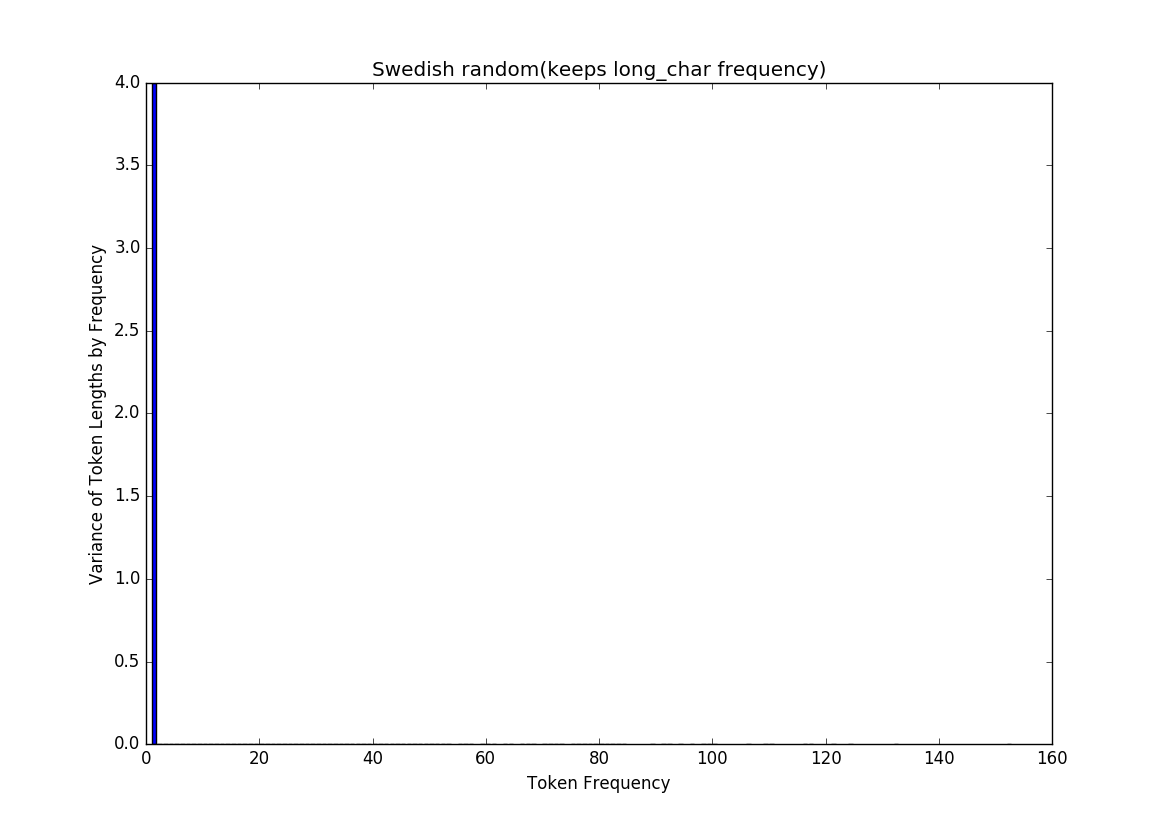 Swedish random(keeps long_char frequency)
4.0
3.5
3.0
2.5
2.0
1.5
1.0
0.5
0.0
Variance of Token Lengths by Frequency
0 20 40 60 80 100 120 140 160
Token Frequency